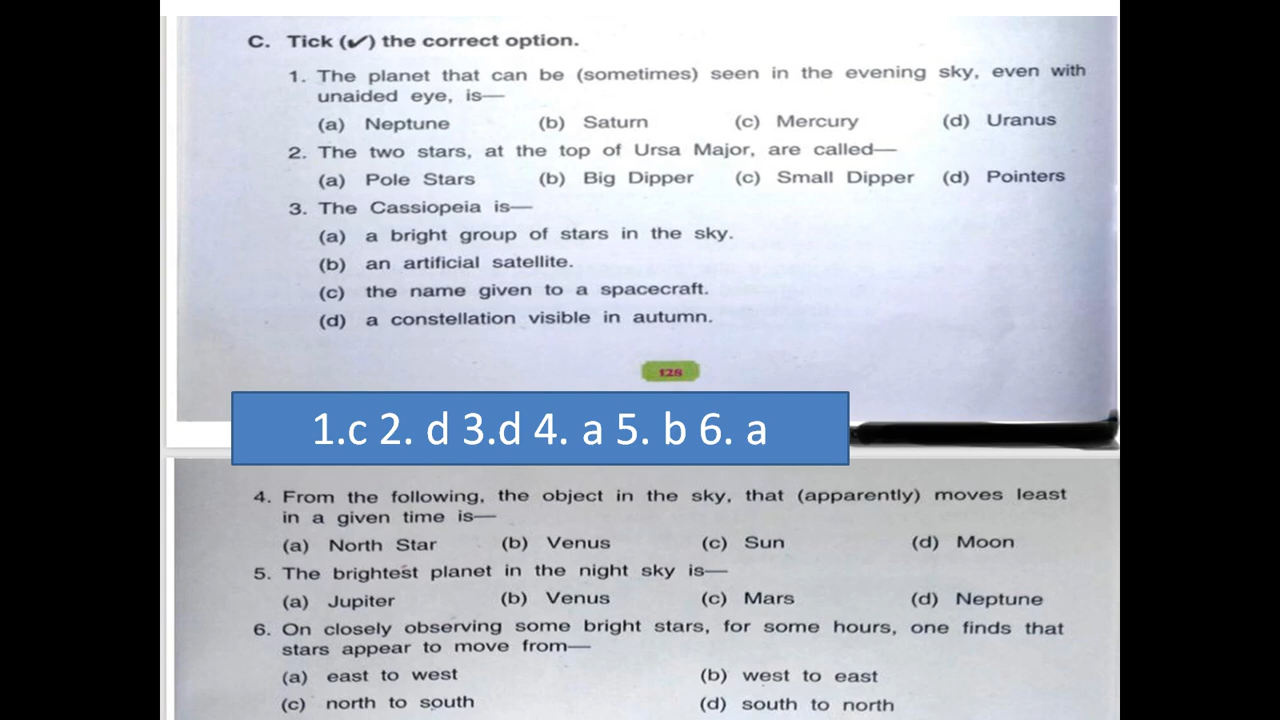 C. Tick (✔) the correct option.
1. The planet that can be (sometimes) seen in the evening sky, even with
unaided eye, is—
(a) Neptune (b) Saturn (c) Mercury (d) Uranus
2. The two stars, at the top of Ursa Major, are called—
(a) Pole Stars (b) Big Dipper (c) Small Dipper (d) Pointers
3. The Cassiopeia is—
(a) a bright group of stars in the sky.
(b) an artificial satellite.
(c) the name given to a spacecraft.
(d) a constellation visible in autumn.
128
1.c 2. d 3.d 4. a 5. b 6. a
4. From the following, the object in the sky, that (apparently) moves least
in a given time is—
(a) North Star (b) Venus (c) Sun (d) Moon
5. The brightest planet in the night sky is—
(a) Jupiter (b) Venus (c) Mars (d) Neptune
6. On closely observing some bright stars, for some hours, one finds that
stars appear to move from—
(a) east to west (b) west to east
(c) north to south (d) south to north